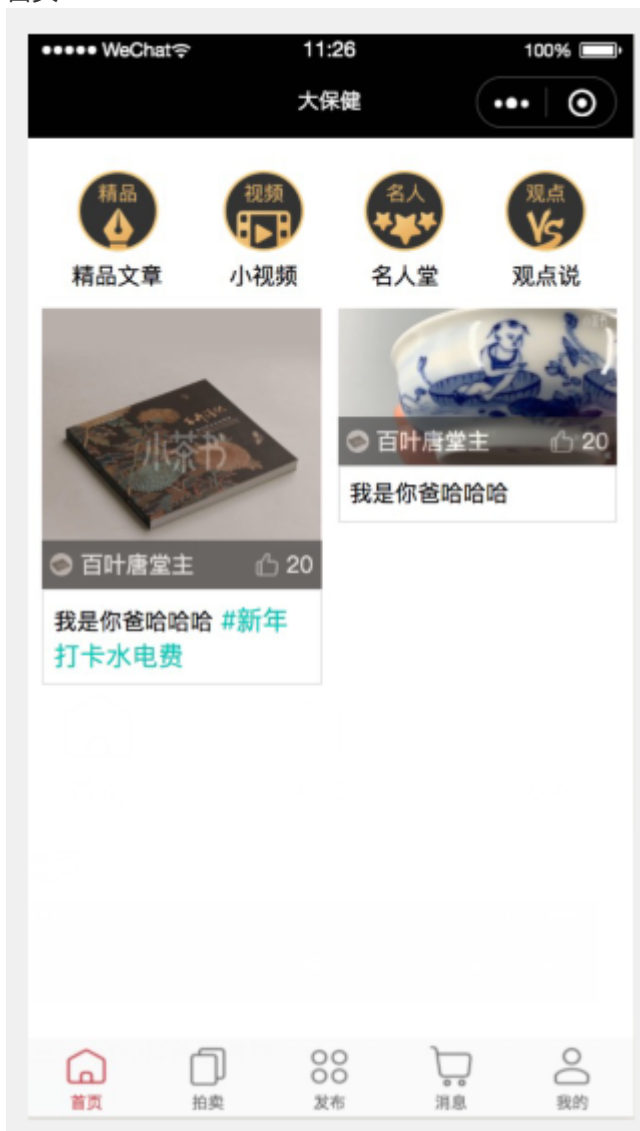 ●●●●● WeChat 11:26 100%
大保健
精品 视频 名人 观点
VS
精品文章 小视频 名人堂 观点说
小茶书
百叶唐堂主 20
我是你爸哈哈哈 #新年
打卡水电费
百叶唐堂主 20
我是你爸哈哈哈
首页 拍卖 发布 消息 我的